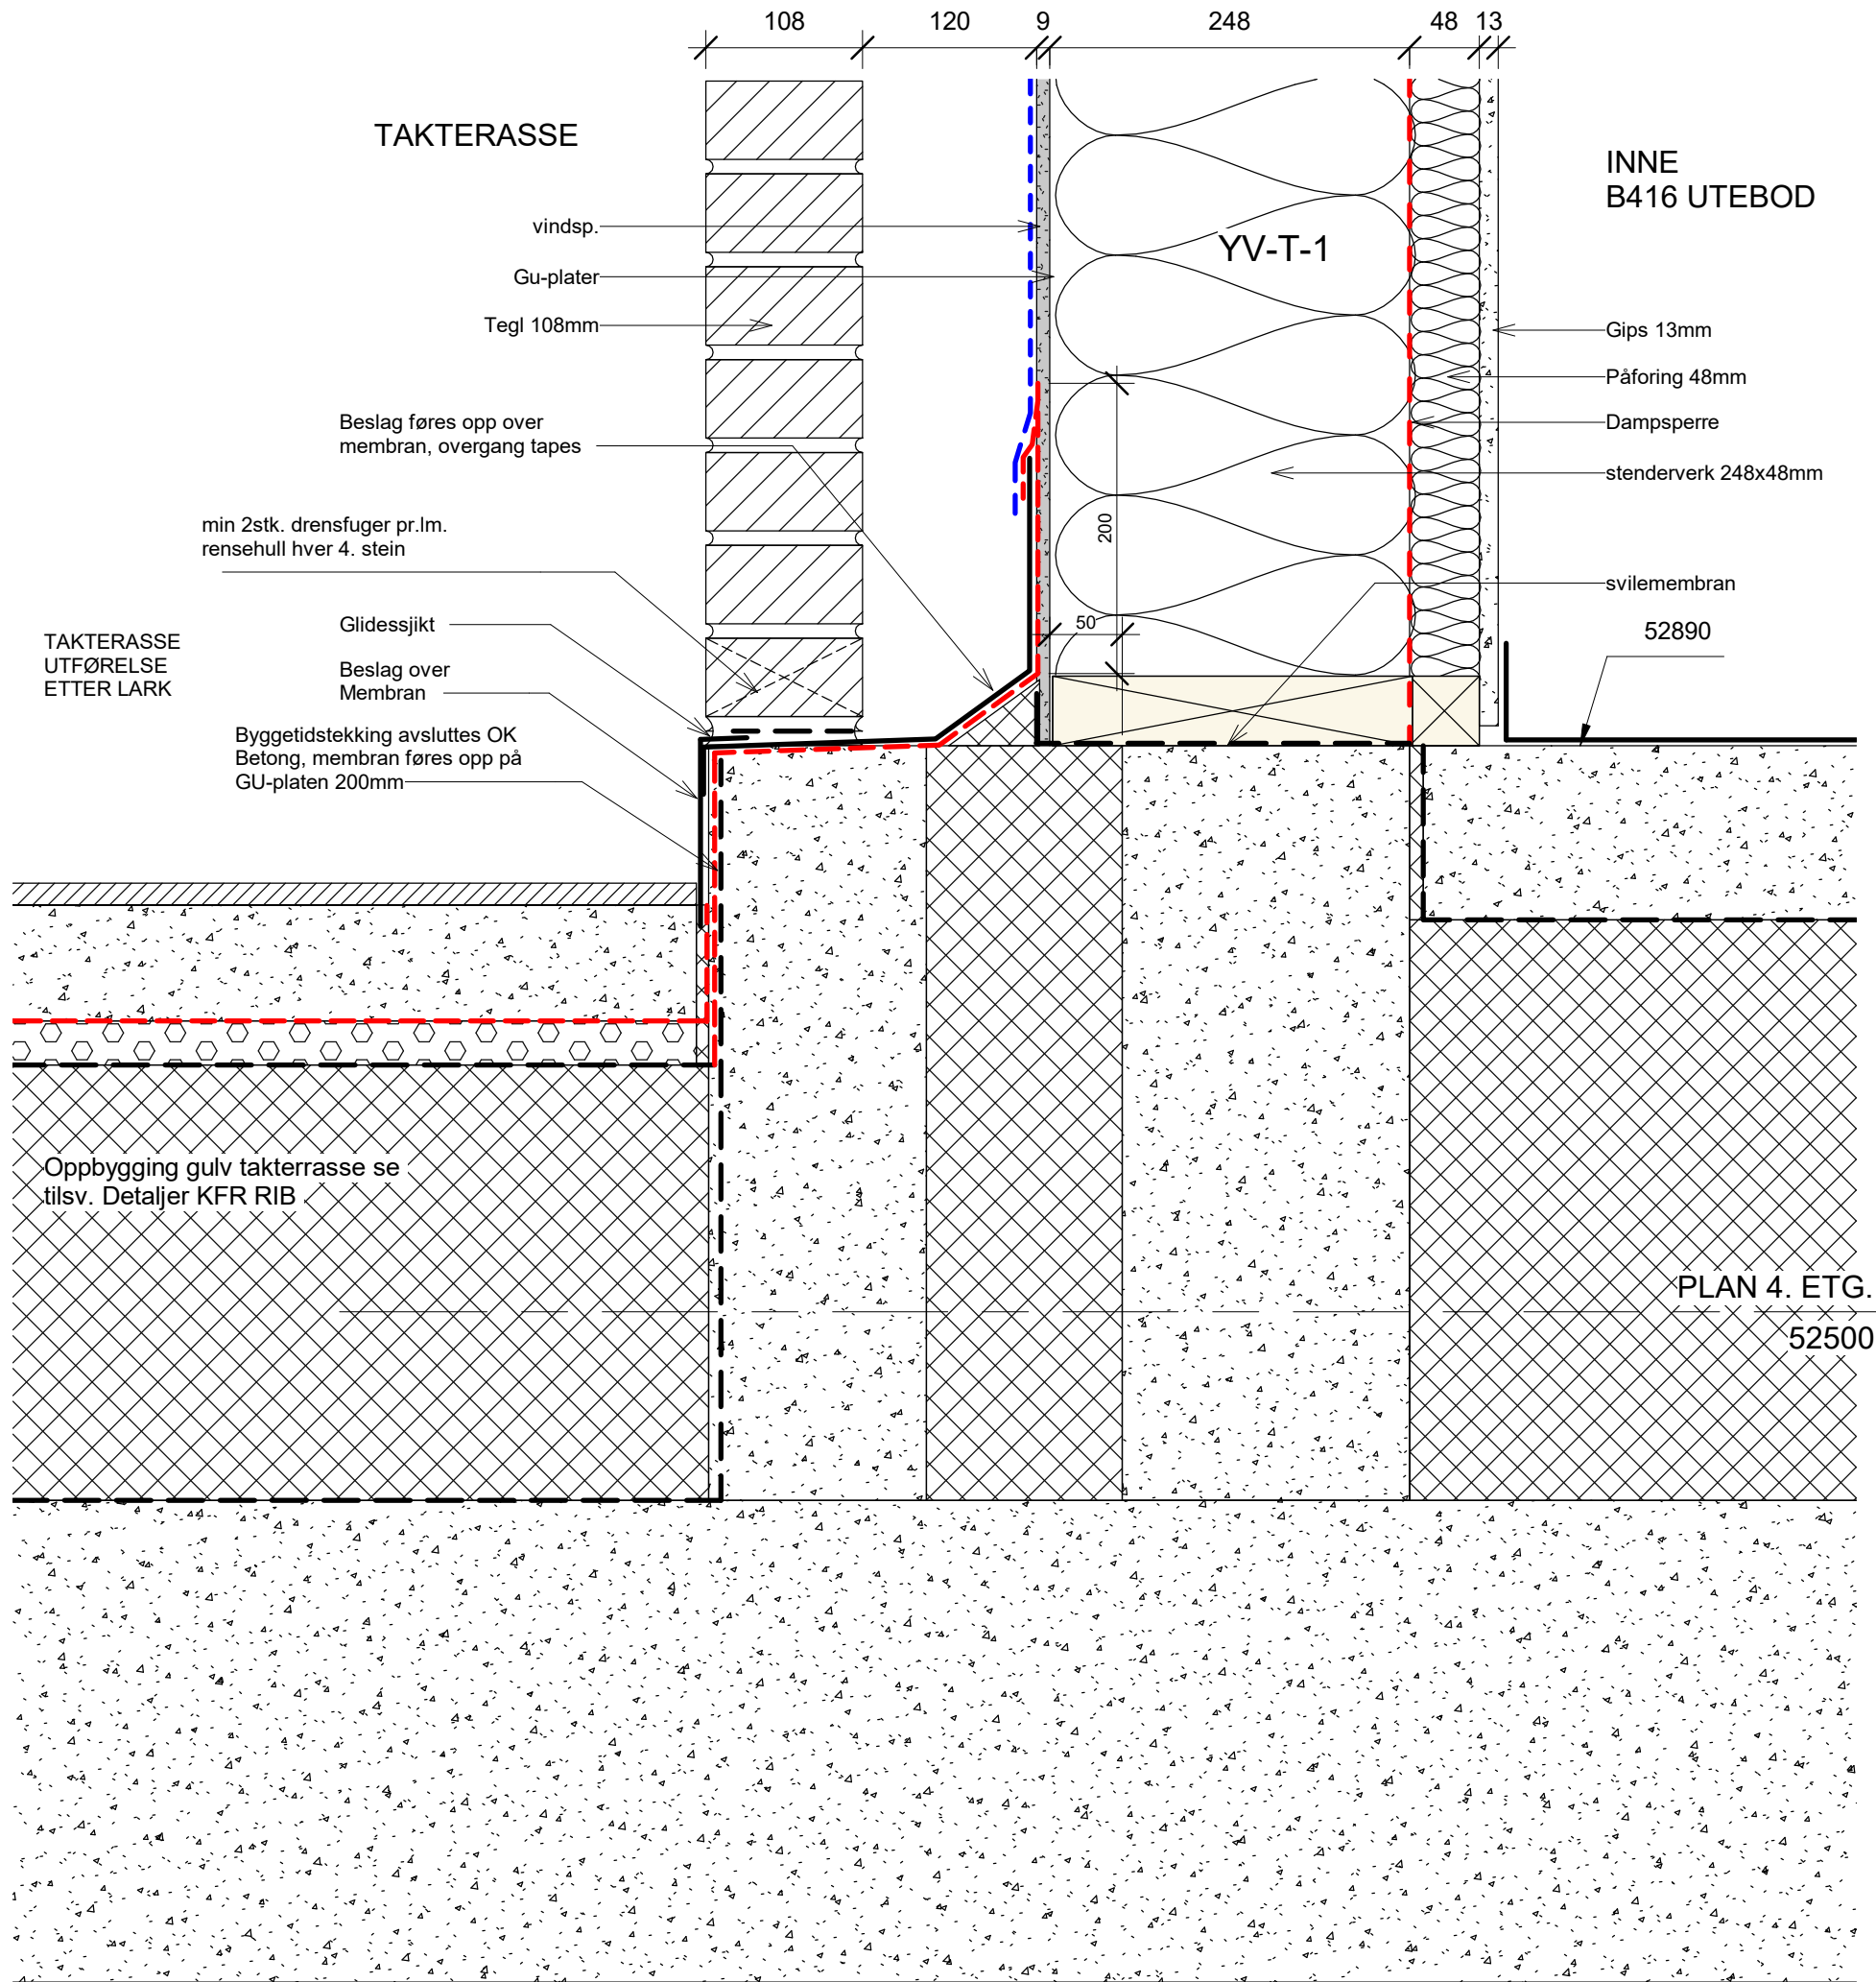 108 120 9 248 48 13
TAKTERASSE
INNE
B416 UTEBOD
vindsp.
YV-T-1
Gu-plater
Tegl 108mm
Gips 13mm
Påforing 48mm
Beslag føres opp over
membran, overgang tapes
Dampsperre
stenderverk 248x48mm
min 2stk. drensfuger pr.lm.
rensehull hver 4. stein
200
svilemembran
Glidessjikt
50
52890
TAKTERASSE
UTFØRELSE
ETTER LARK
Beslag over
Membran
Byggetidstekking avsluttes OK
Betong, membran føres opp på
GU-platen 200mm
Oppbygging gulv takterrasse se
tilsv. Detaljer KFR RIB
PLAN 4. ETG.
52500